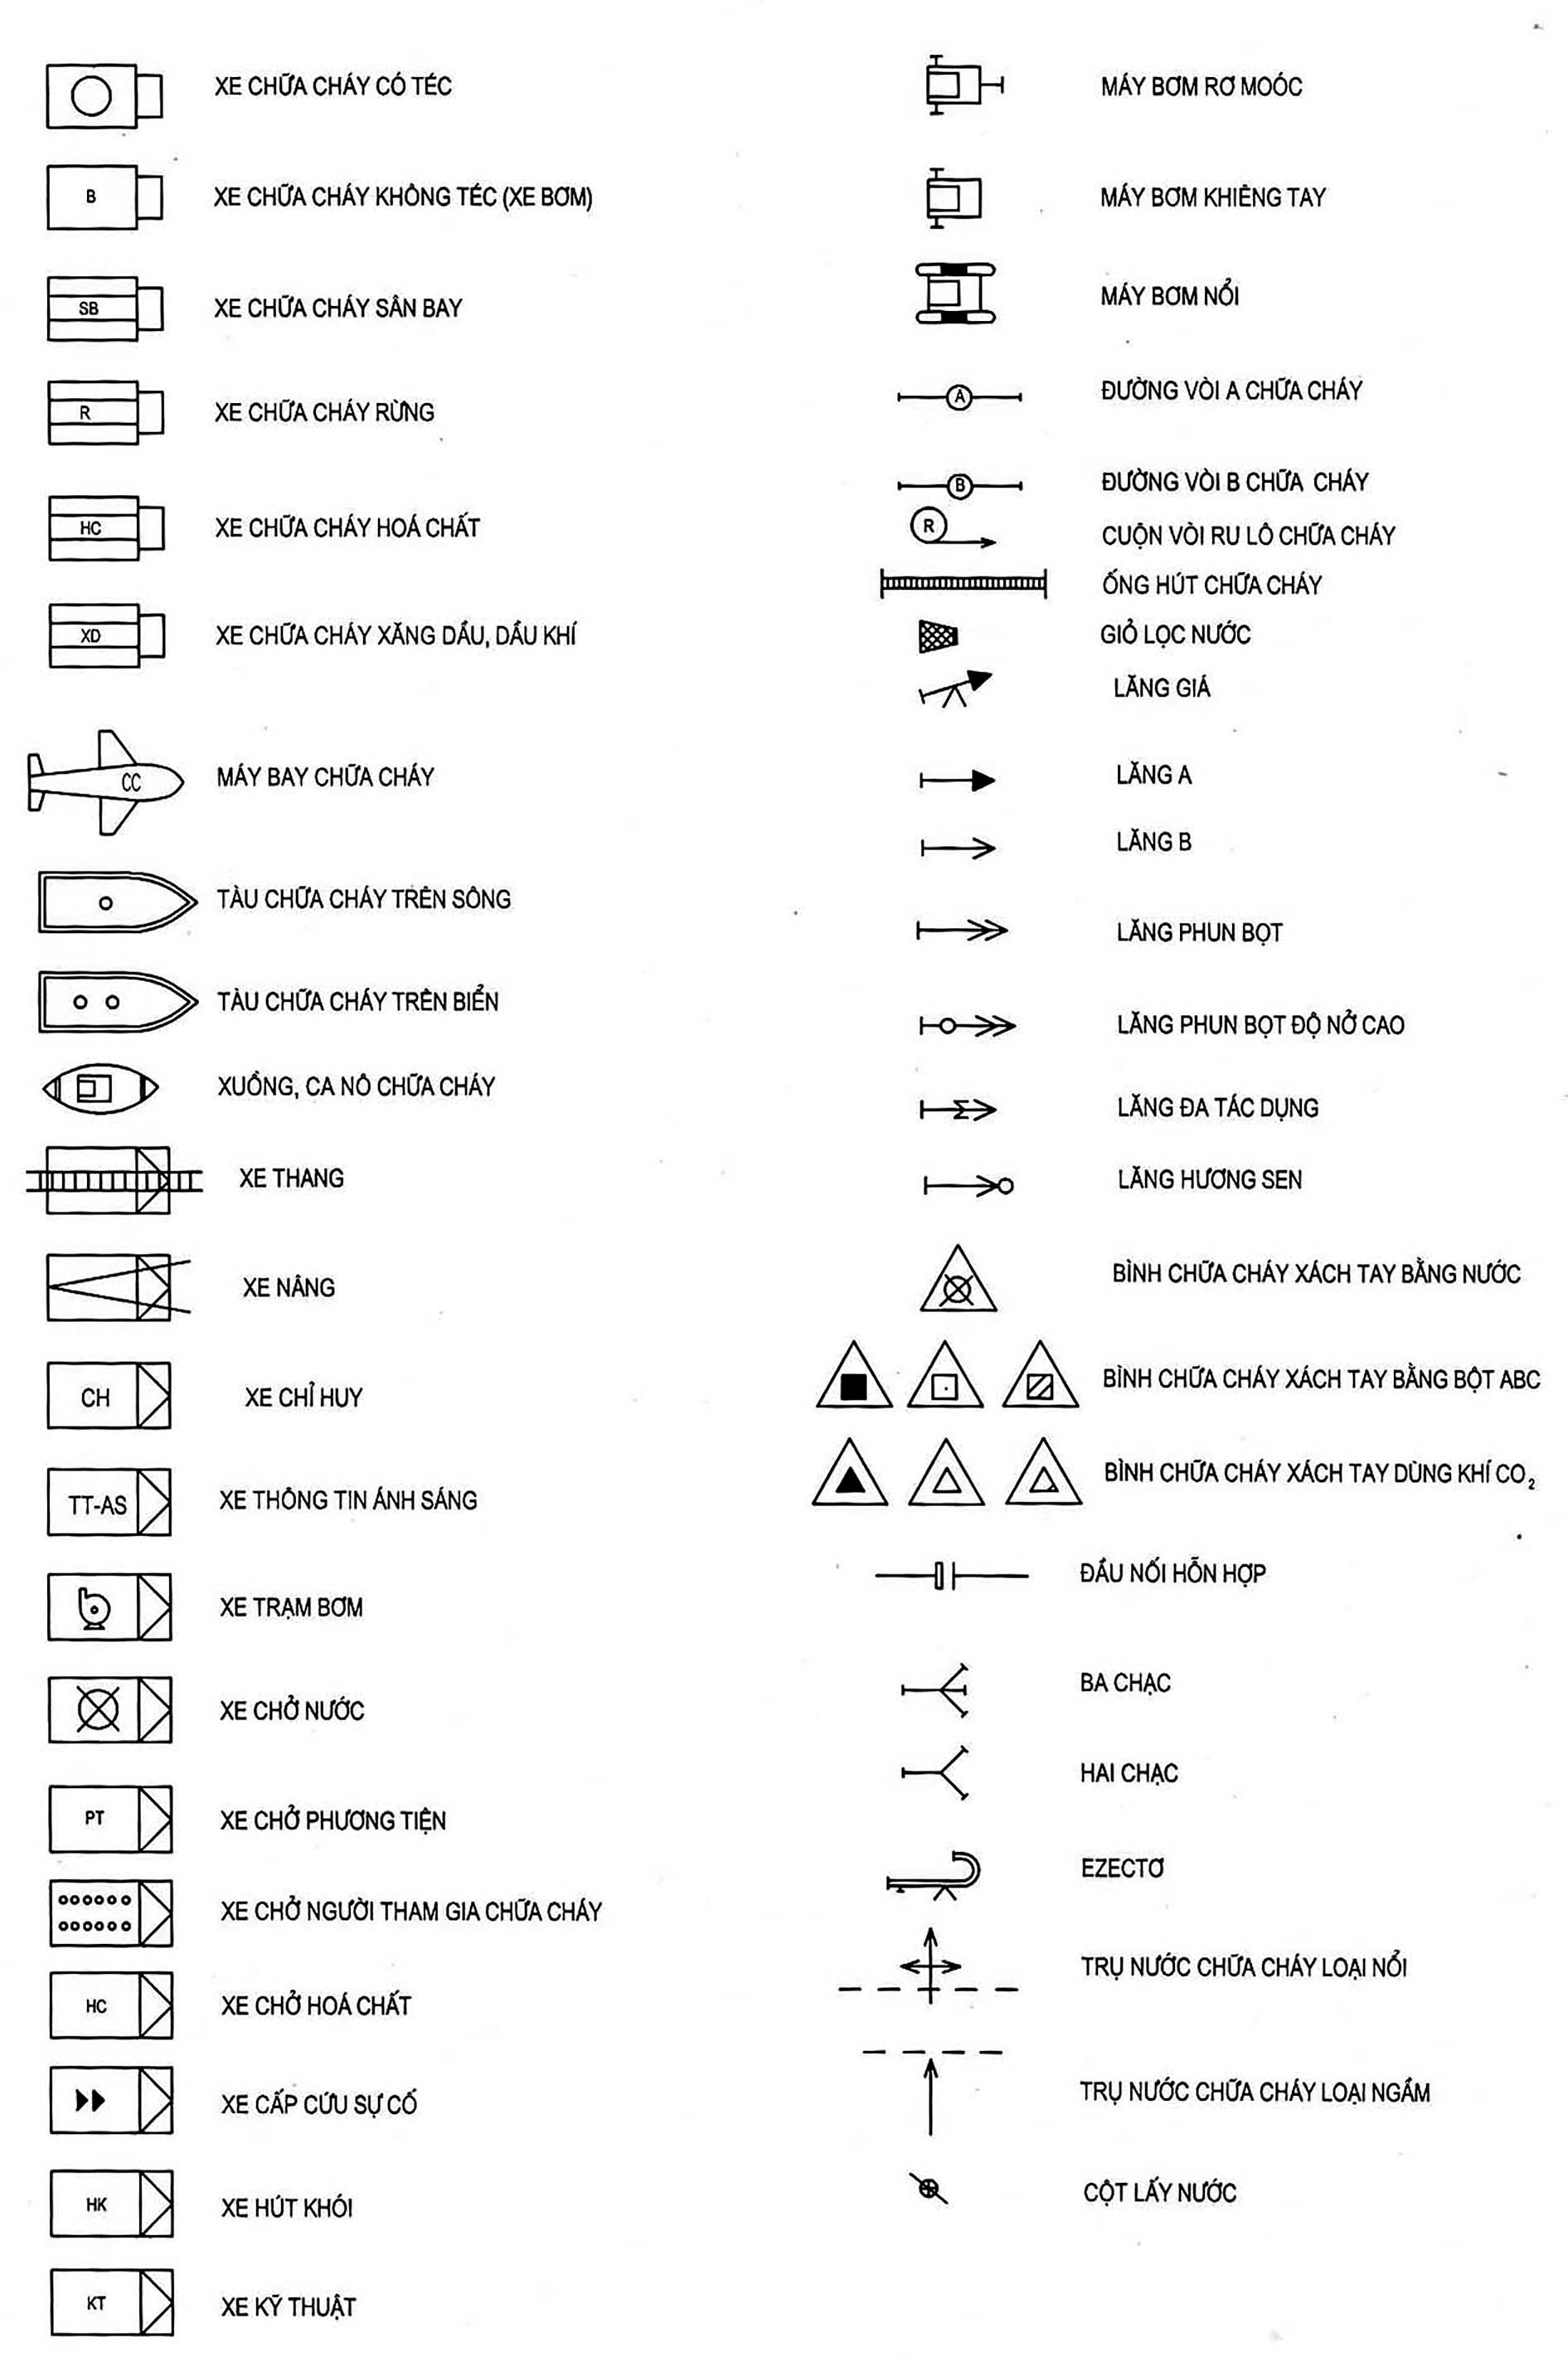 XE CHỮA CHÁY CÓ TÉC
B
XE CHỮA CHÁY KHÔNG TÉC (XE BƠM)
SB
XE CHỮA CHÁY SÂN BAY
R
XE CHỮA CHÁY RỪNG
HC
XE CHỮA CHÁY HOÁ CHẤT
XD
XE CHỮA CHÁY XĂNG DẦU, DẦU KHÍ
CC
MÁY BAY CHỮA CHÁY
TÀU CHỮA CHÁY TRÊN SÔNG
TÀU CHỮA CHÁY TRÊN BIỂN
XUỒNG, CA NÔ CHỮA CHÁY
XE THANG
XE NÂNG
CH
XE CHỈ HUY
TT-AS
XE THÔNG TIN ÁNH SÁNG
XE TRẠM BƠM
XE CHỞ NƯỚC
PT
XE CHỞ PHƯƠNG TIỆN
XE CHỞ NGƯỜI THAM GIA CHỮA CHÁY
HC
XE CHỞ HOÁ CHẤT
XE CẤP CỨU SỰ CỐ
HK
XE HÚT KHÓI
KT
XE KỸ THUẬT
MÁY BƠM RƠ MOÓC
MÁY BƠM KHIÊNG TAY
MÁY BƠM NỔI
A
ĐƯỜNG VÒI A CHỮA CHÁY
B
ĐƯỜNG VÒI B CHỮA CHÁY
R
CUỘN VÒI RU LÔ CHỮA CHÁY
ỐNG HÚT CHỮA CHÁY
GIỎ LỌC NƯỚC
LĂNG GIÁ
LĂNG A
LĂNG B
LĂNG PHUN BỌT
LĂNG PHUN BỌT ĐỘ NỞ CAO
LĂNG ĐA TÁC DỤNG
LĂNG HƯƠNG SEN
BÌNH CHỮA CHÁY XÁCH TAY BẰNG NƯỚC
BÌNH CHỮA CHÁY XÁCH TAY BẰNG BỘT ABC
BÌNH CHỮA CHÁY XÁCH TAY DÙNG KHÍ CO₂
ĐẦU NỐI HỖN HỢP
BA CHẠC
HAI CHẠC
EZECTƠ
TRỤ NƯỚC CHỮA CHÁY LOẠI NỔI
TRỤ NƯỚC CHỮA CHÁY LOẠI NGẦM
CỘT LẤY NƯỚC